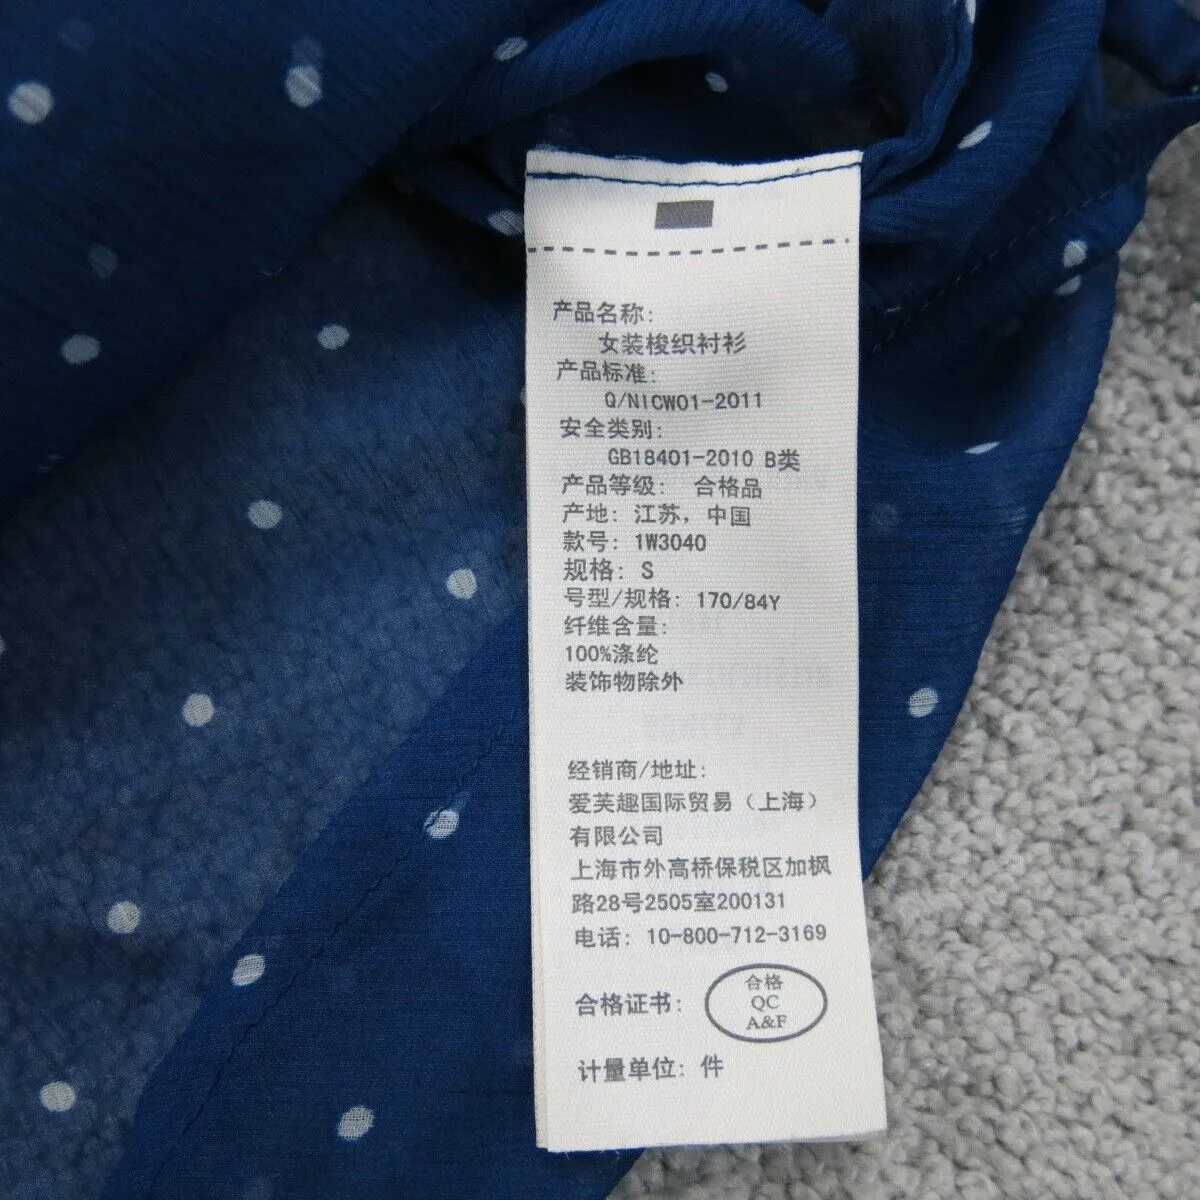 产品名称:
女装梭织衬衫
产品标准:
Q/NICW01-2011
安全类别:
GB18401-2010 B类
产品等级: 合格品
产地: 江苏, 中国
款号: 1W3040
规格: S
号型/规格: 170/84Y
纤维含量:
100%涤纶
装饰物除外
经销商/地址:
爱芙趣国际贸易（上海）
有限公司
上海市外高桥保税区加枫
路28号2505室200131
电话: 10-800-712-3169
合格
QC
A&F
合格证书:
计量单位: 件